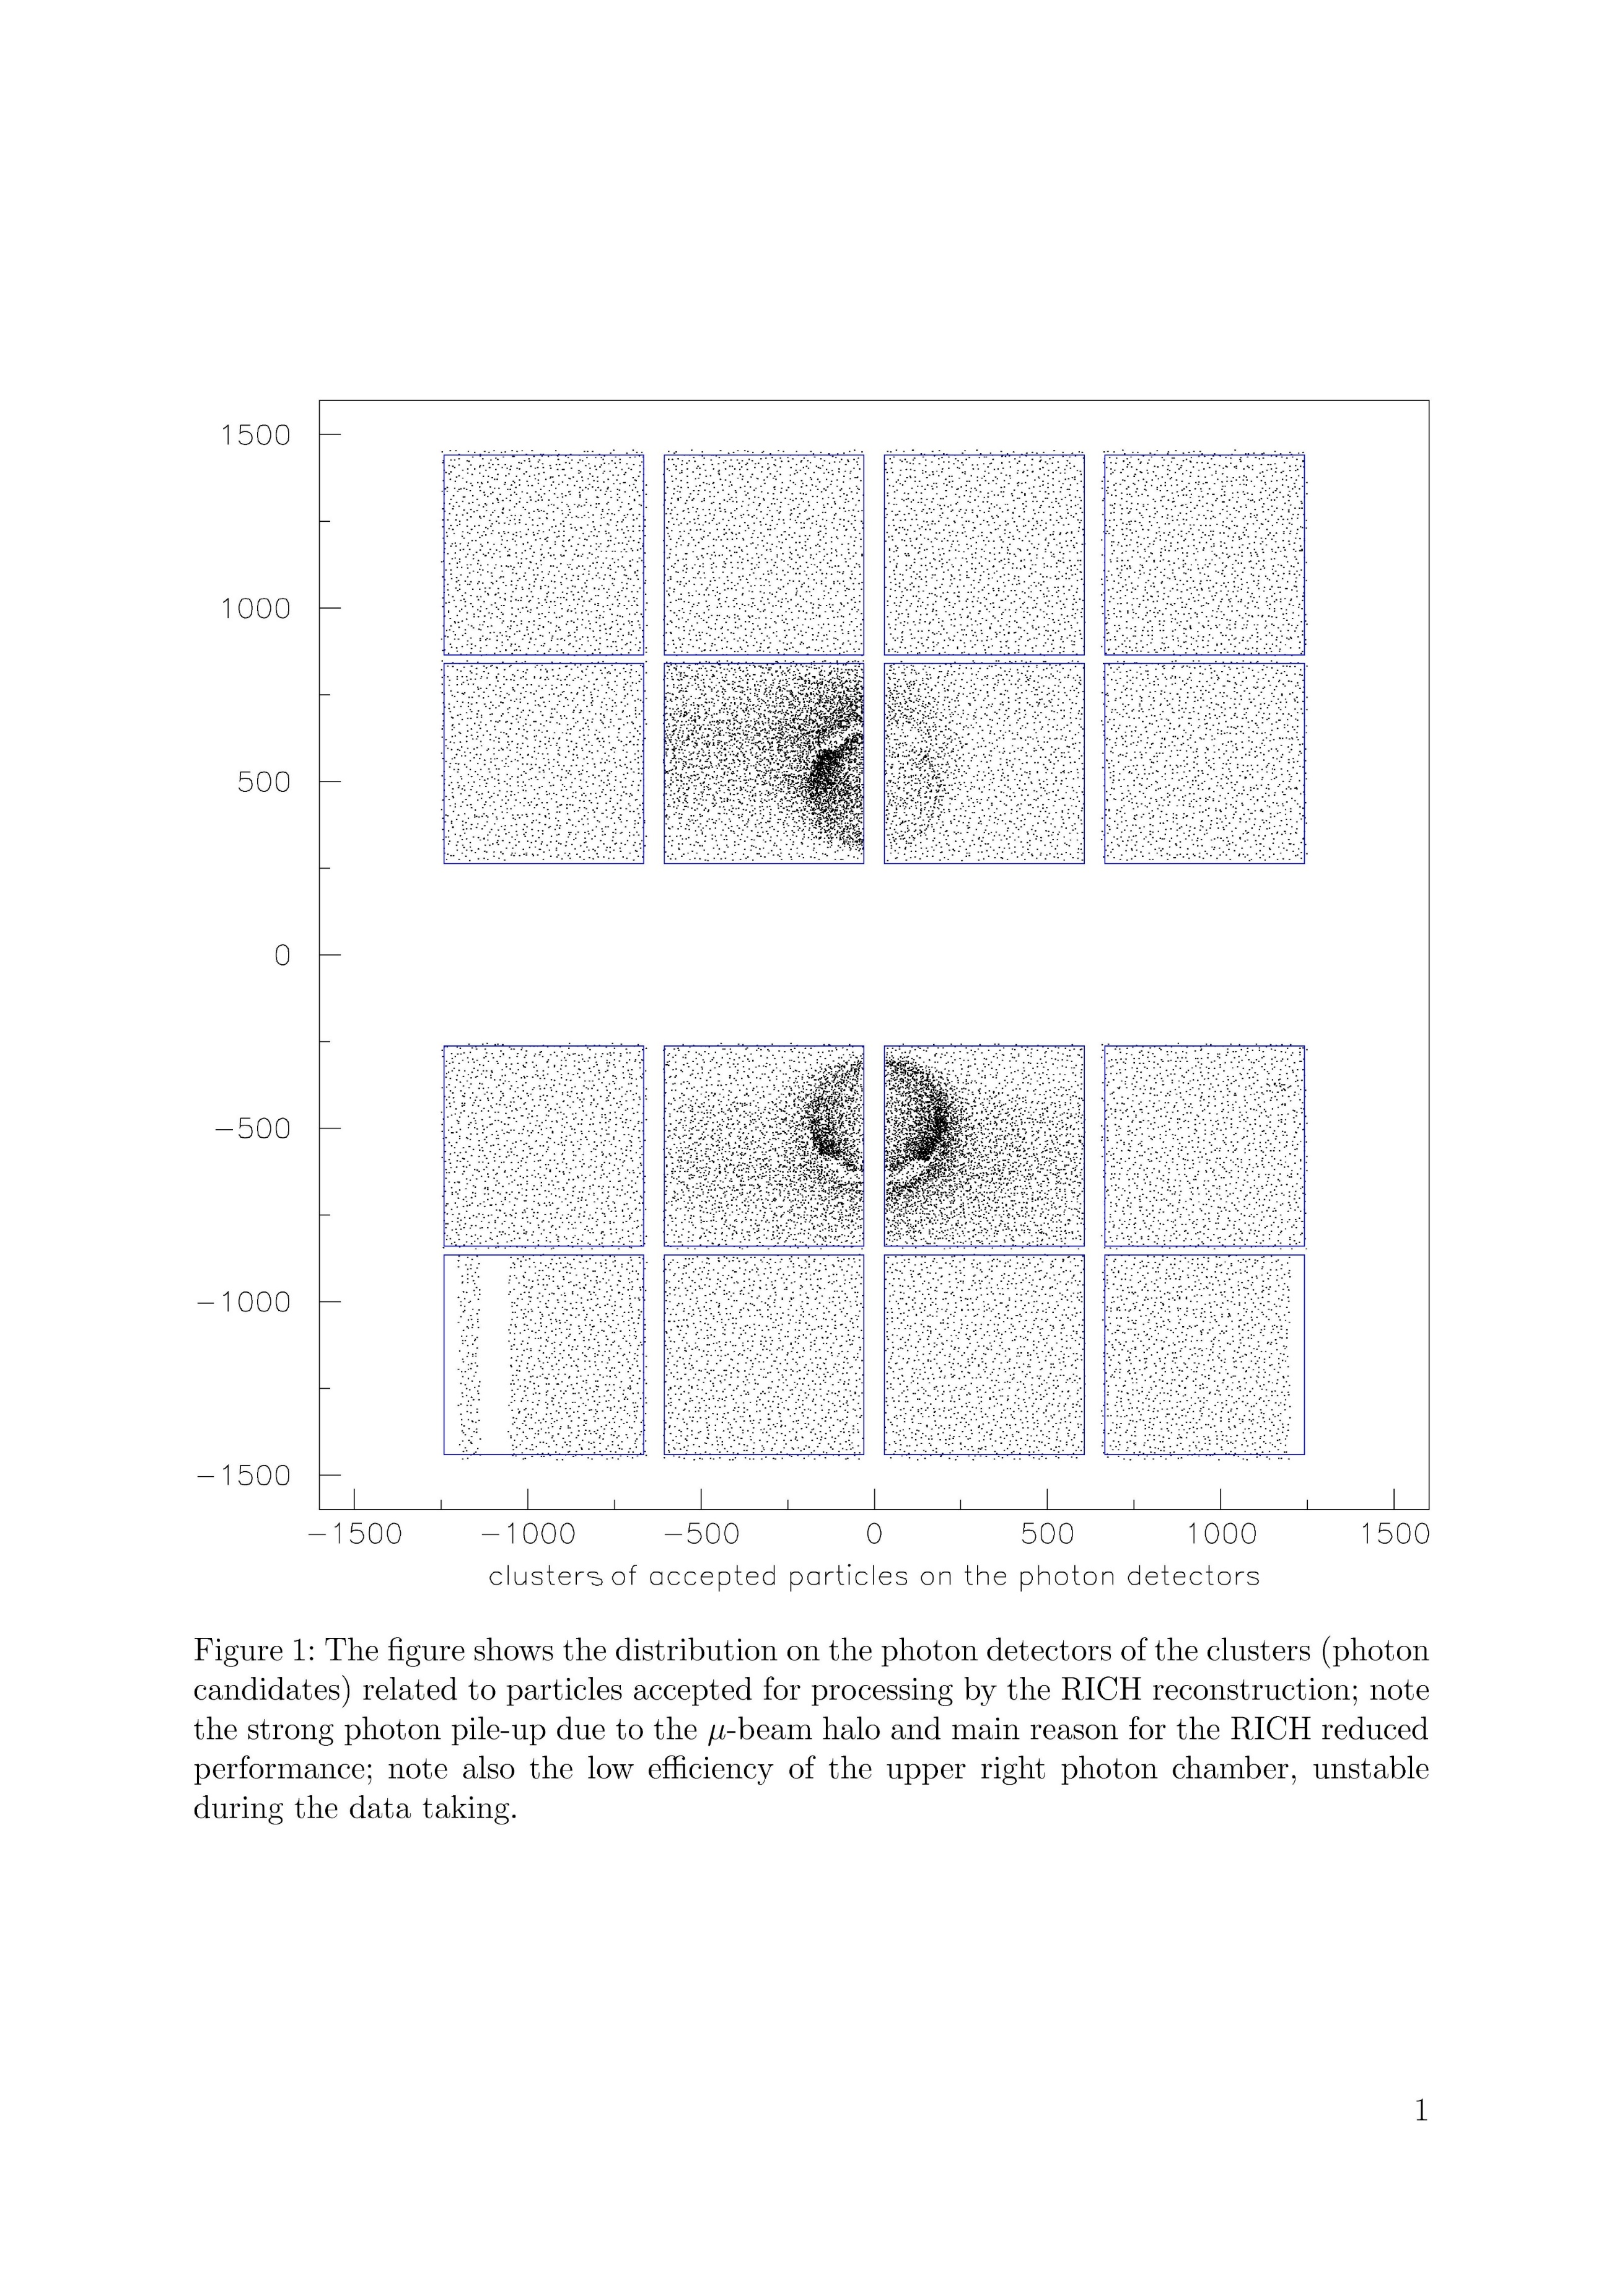 1500
1000
500
0
−500
−1000
−1500
−1500 −1000 −500 0 500 1000 1500
clusters of accepted particles on the photon detectors
Figure 1: The figure shows the distribution on the photon detectors of the clusters (photon
candidates) related to particles accepted for processing by the RICH reconstruction; note
the strong photon pile-up due to the μ-beam halo and main reason for the RICH reduced
performance; note also the low efficiency of the upper right photon chamber, unstable
during the data taking.
1